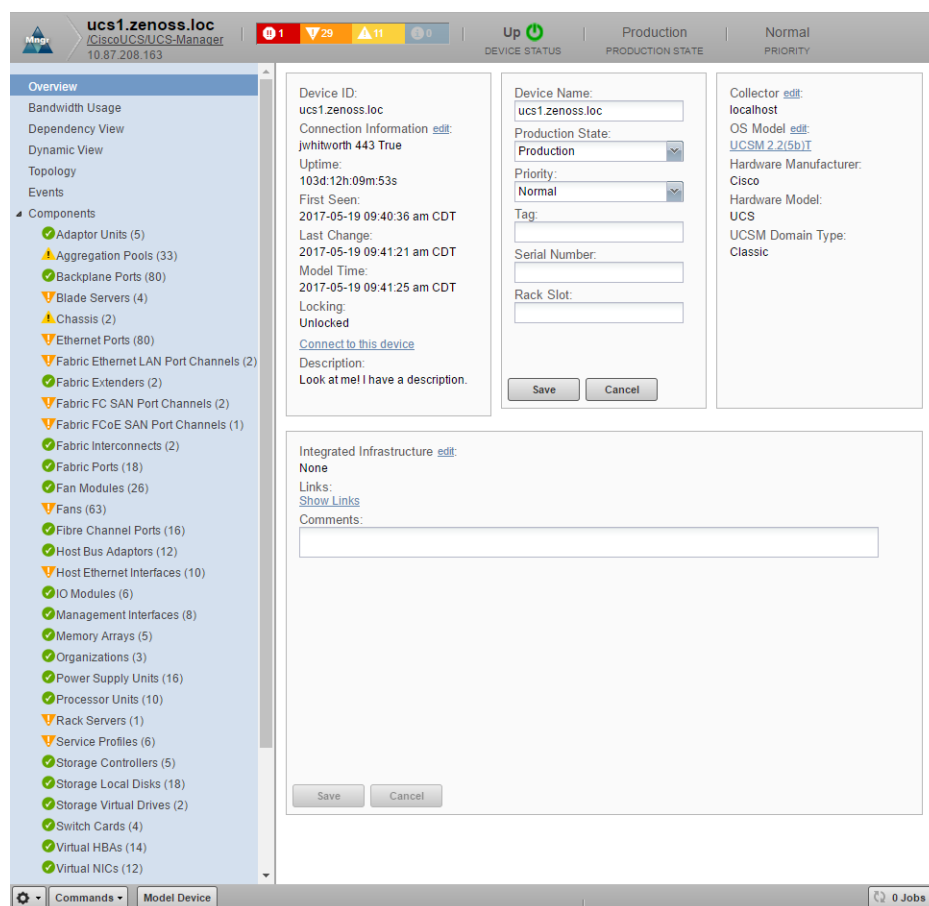 Mngr
ucs1.zenoss.loc
/CiscoUCS/UCS-Manager
10.87.208.163
1 29 11 0
Up
DEVICE STATUS
Production
PRODUCTION STATE
Normal
PRIORITY
Overview
Bandwidth Usage
Dependency View
Dynamic View
Topology
Events
Components
Adaptor Units (5)
Aggregation Pools (33)
Backplane Ports (80)
Blade Servers (4)
Chassis (2)
Ethernet Ports (80)
Fabric Ethernet LAN Port Channels (2)
Fabric Extenders (2)
Fabric FC SAN Port Channels (2)
Fabric FCoE SAN Port Channels (1)
Fabric Interconnects (2)
Fabric Ports (18)
Fan Modules (26)
Fans (63)
Fibre Channel Ports (16)
Host Bus Adaptors (12)
Host Ethernet Interfaces (10)
IO Modules (6)
Management Interfaces (8)
Memory Arrays (5)
Organizations (3)
Power Supply Units (16)
Processor Units (10)
Rack Servers (1)
Service Profiles (6)
Storage Controllers (5)
Storage Local Disks (18)
Storage Virtual Drives (2)
Switch Cards (4)
Virtual HBAs (14)
Virtual NICs (12)
Device ID:
ucs1.zenoss.loc
Connection Information edit:
jwhitworth 443 True
Uptime:
103d:12h:09m:53s
First Seen:
2017-05-19 09:40:36 am CDT
Last Change:
2017-05-19 09:41:21 am CDT
Model Time:
2017-05-19 09:41:25 am CDT
Locking:
Unlocked
Connect to this device
Description:
Look at me! I have a description.
Device Name:
ucs1.zenoss.loc
Production State:
Production
Priority:
Normal
Tag:
Serial Number:
Rack Slot:
Save Cancel
Collector edit:
localhost
OS Model edit:
UCSM 2.2(5b)T
Hardware Manufacturer:
Cisco
Hardware Model:
UCS
UCSM Domain Type:
Classic
Integrated Infrastructure edit:
None
Links:
Show Links
Comments:
Save Cancel
Commands
Model Device
0 Jobs